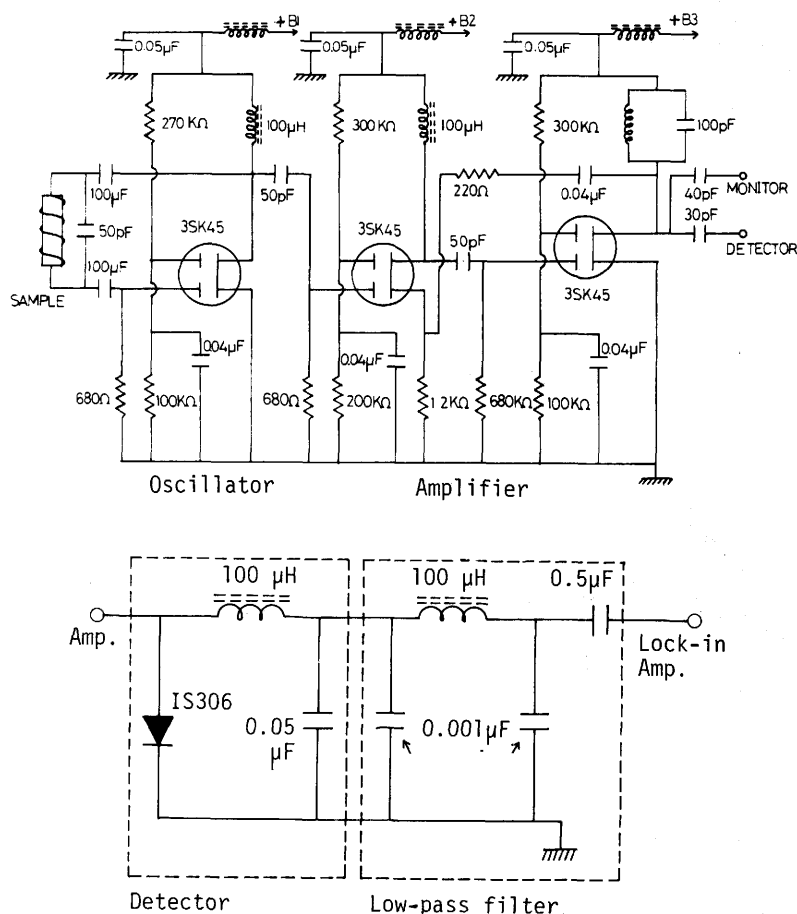 +B1
+B2
+B3
0.05μF
0.05μF
0.05μF
270KΩ
100μH
300KΩ
100μH
300KΩ
100pF
100μF
50pF
220Ω
0.04μF
40pF
MONITOR
30pF
DETECTOR
50pF
3SK45
3SK45
50pF
3SK45
100μF
SAMPLE
0.04μF
0.04μF
0.04μF
680Ω
100KΩ
680Ω
200KΩ
1 2KΩ
680KΩ
100KΩ
Oscillator
Amplifier
100 μH
100 μH
0.5μF
Amp.
Lock-in
Amp.
IS306
0.05
μF
0.001μF
Detector
Low-pass filter